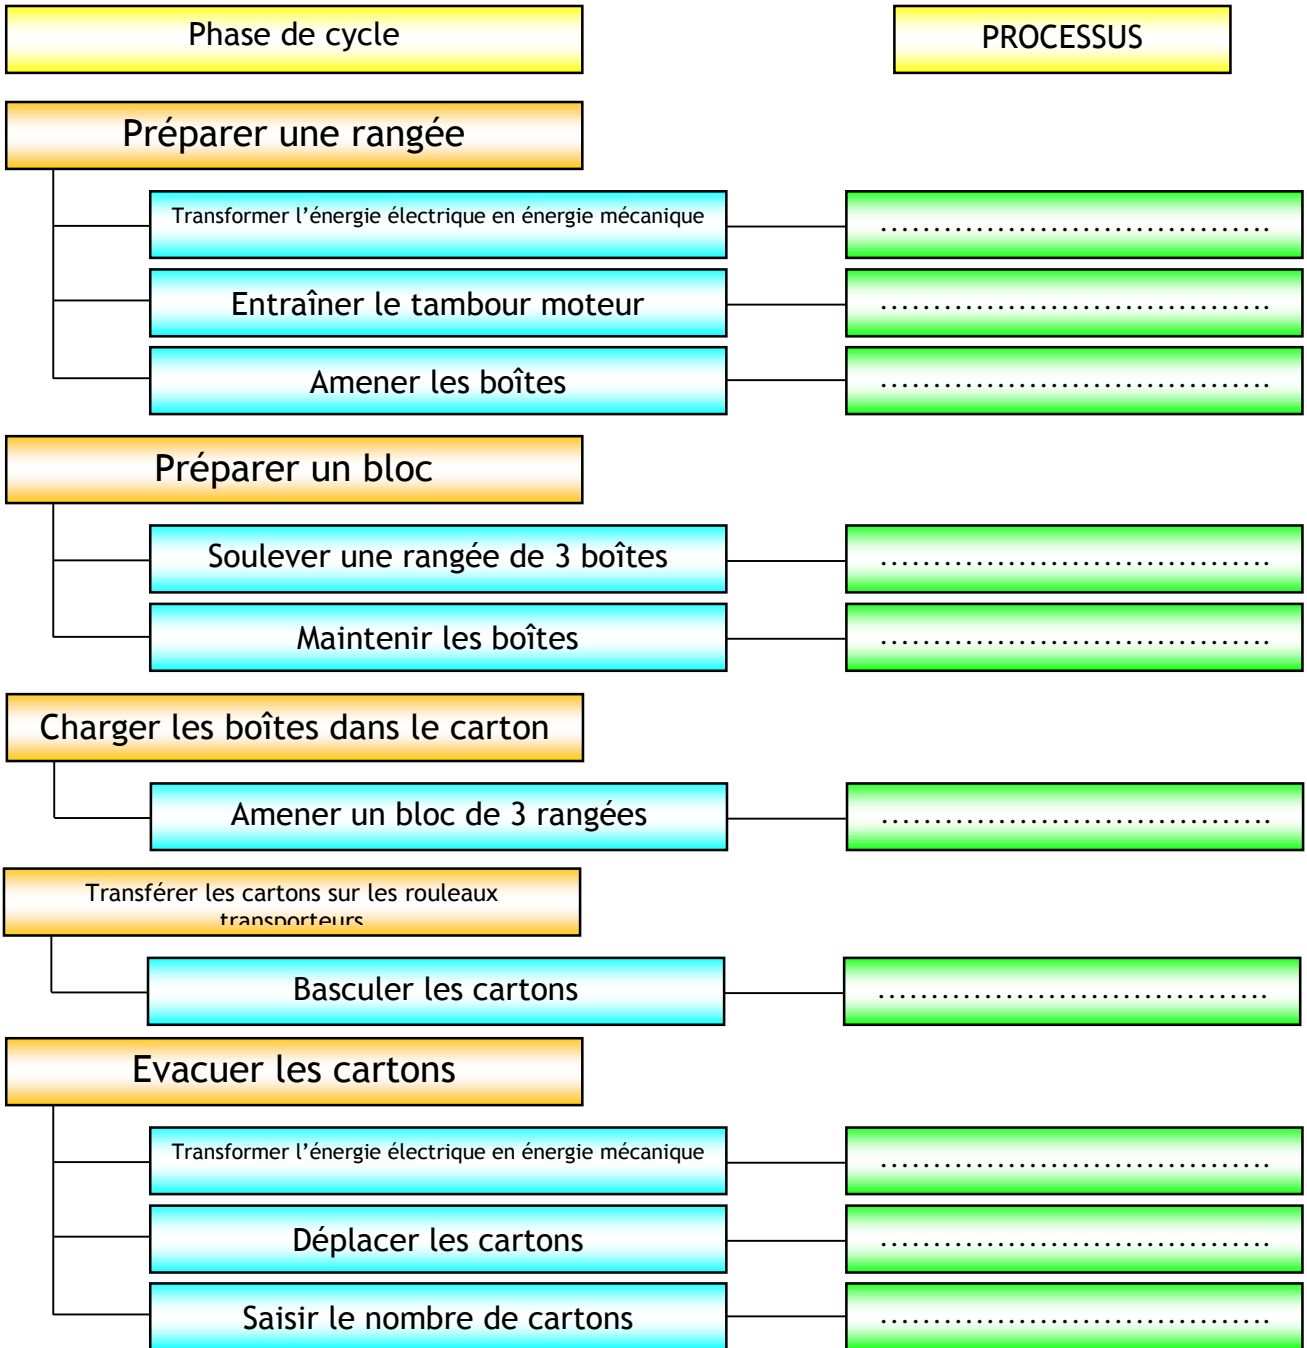 Phase de cycle
PROCESSUS
Préparer une rangée
Transformer l’énergie électrique en énergie mécanique
………………………………….
Entraîner le tambour moteur
………………………………….
Amener les boîtes
………………………………….
Préparer un bloc
Soulever une rangée de 3 boîtes
………………………………….
Maintenir les boîtes
………………………………….
Charger les boîtes dans le carton
Amener un bloc de 3 rangées
………………………………….
Transférer les cartons sur les rouleaux
transporteurs
Basculer les cartons
………………………………….
Evacuer les cartons
Transformer l’énergie électrique en énergie mécanique
………………………………….
Déplacer les cartons
………………………………….
Saisir le nombre de cartons
………………………………….